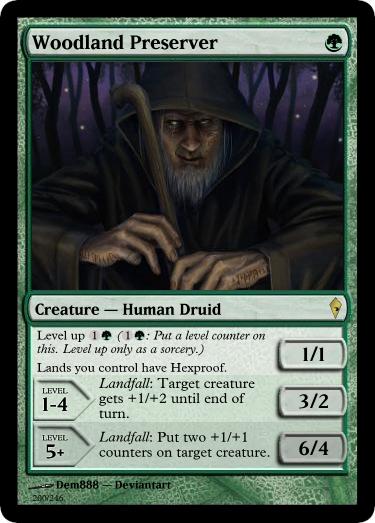 Woodland Preserver
Creature — Human Druid
Level up 1 (1: Put a level counter on
this. Level up only as a sorcery.)
Lands you control have Hexproof.
1/1
LEVEL
1-4
Landfall: Target creature
gets +1/+2 until end of
turn.
3/2
LEVEL
5+
Landfall: Put two +1/+1
counters on target creature.
6/4
Dem888 — Deviantart
200/246